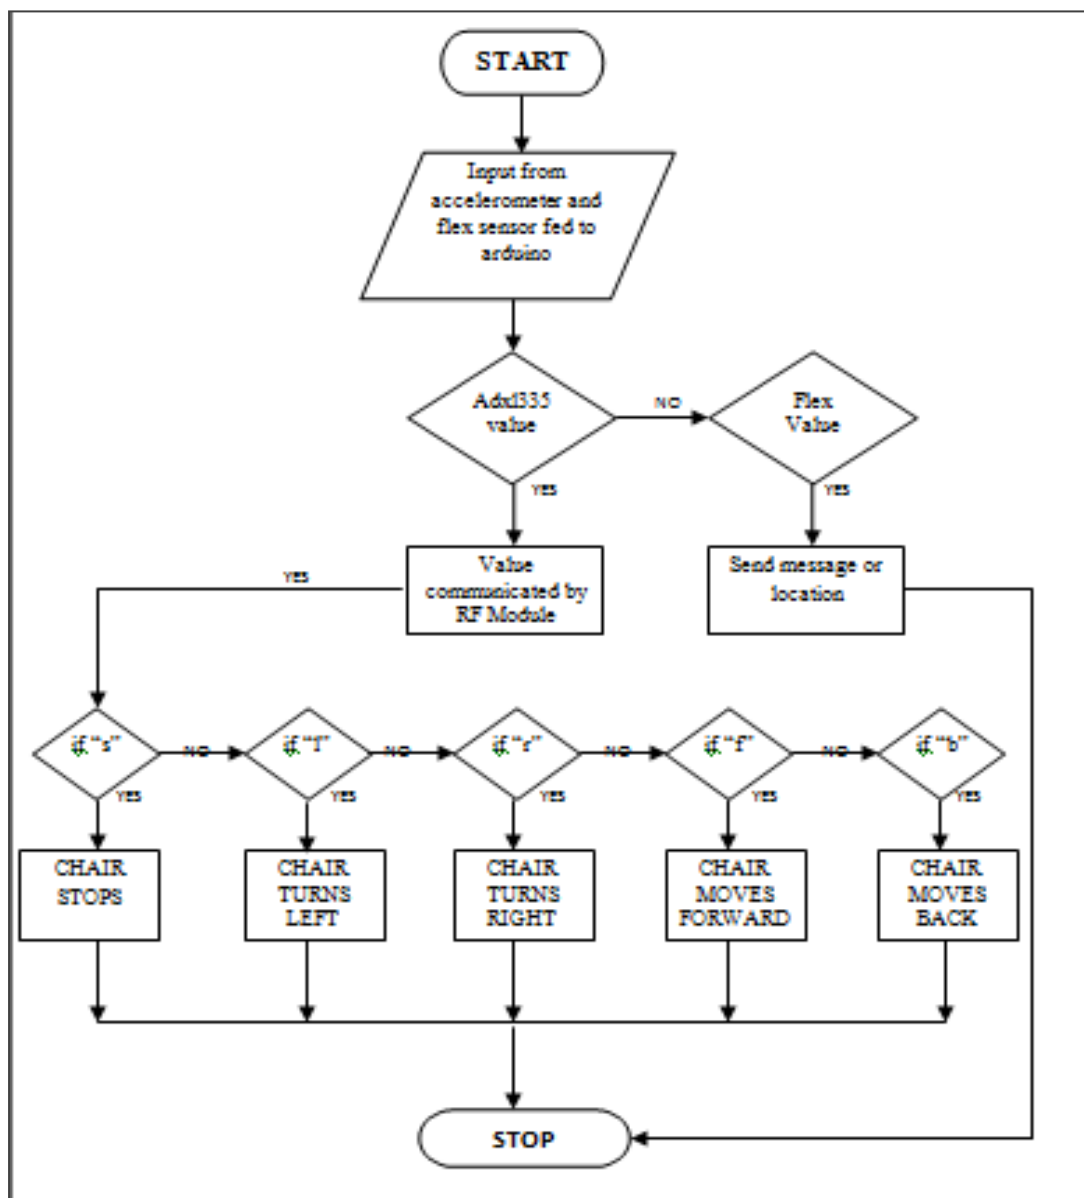 START
Input from
accelerometer and
flex sensor fed to
arduino
Adxl335
value
NO
Flex
Value
YES
YES
Value
communicated by
RF Module
Send message or
location
YES
if “s”
NO
if “l”
NO
if “r”
NO
if “f”
NO
if “b”
YES
YES
YES
YES
YES
CHAIR
STOPS
CHAIR
TURNS
LEFT
CHAIR
TURNS
RIGHT
CHAIR
MOVES
FORWARD
CHAIR
MOVES
BACK
STOP